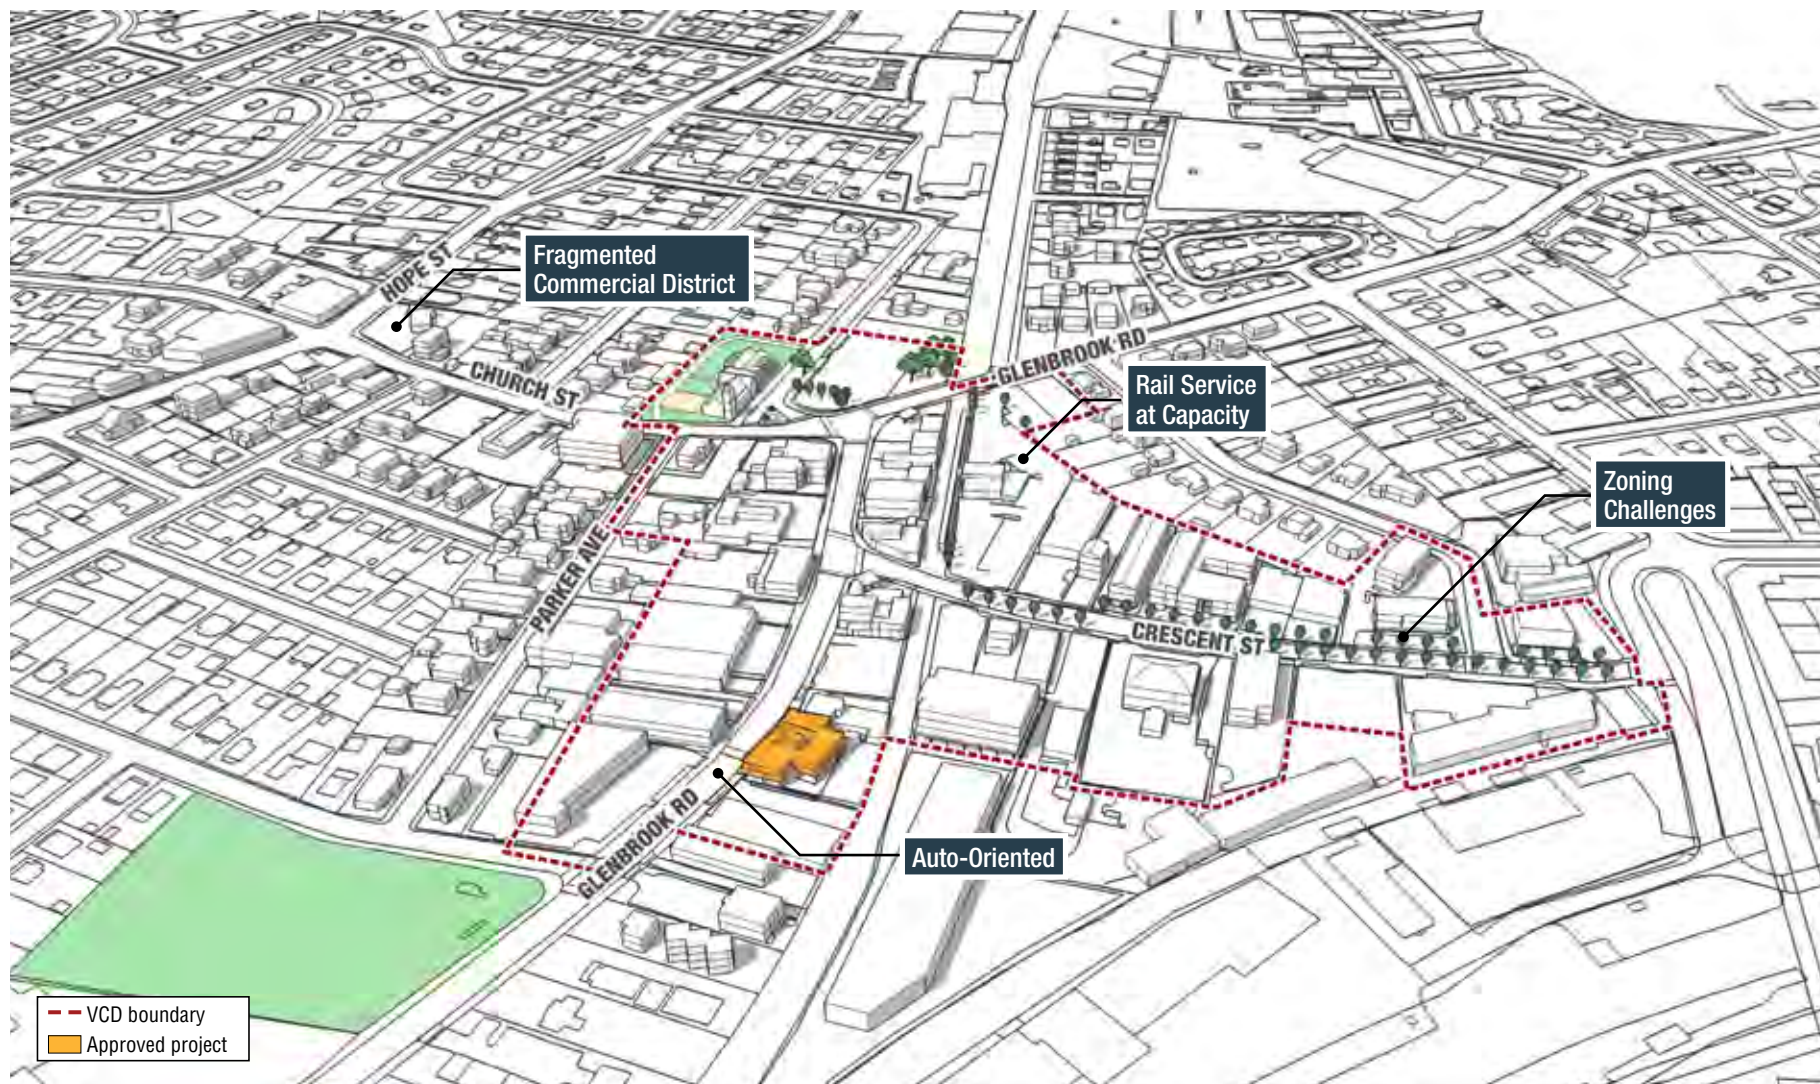 Fragmented
Commercial District
HOPE ST
CHURCH ST
GLENBROOK RD
Rail Service
at Capacity
Zoning
Challenges
PARKER AVE
CRESCENT ST
GLENBROOK RD
Auto-Oriented
VCD boundary
Approved project